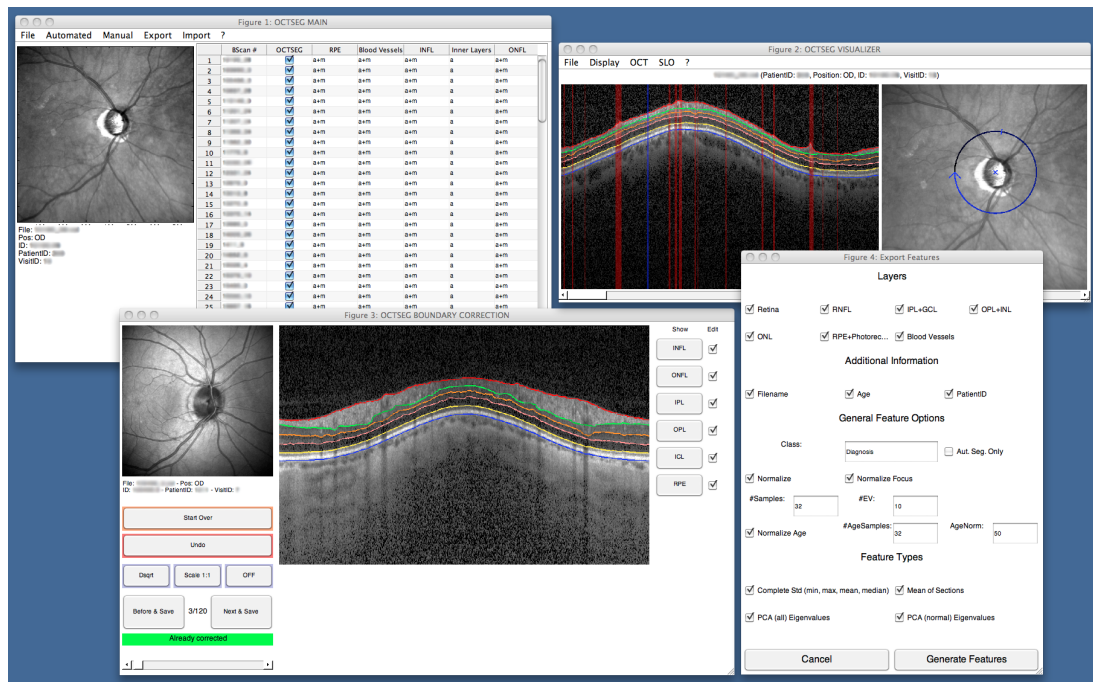 Figure 1: OCTSEG MAIN
File Automated Manual Export Import ?
BScan # OCTSEG RPE Blood Vessels INFL Inner Layers ONFL
1 a+m a+m a+m a a+m
2 a+m a+m a+m a a+m
3 a+m a+m a+m a a+m
4 a+m a+m a+m a a+m
5 a+m a+m a+m a a+m
6 a+m a+m a+m a a+m
7 a+m a+m a+m a a+m
8 a+m a+m a+m a a+m
9 a+m a+m a+m a a+m
10 a+m a+m a+m a a+m
11 a+m a+m a+m a a+m
12 a+m a+m a+m a a+m
13 a+m a+m a+m a a+m
14 a+m a+m a+m a a+m
15 a+m a+m a+m a a+m
16 a+m a+m a+m a a+m
17 a+m a+m a+m a a+m
18 a+m a+m a+m a a+m
19 a+m a+m a+m a a+m
20 a+m a+m a+m a a+m
21 a+m a+m a+m a a+m
22 a+m a+m a+m a a+m
23 a+m a+m a+m a a+m
24 a+m a+m a+m a a+m
25 a+m a+m a+m a a+m
File:
Pos: OD
ID:
PatientID:
VisitID:
Figure 2: OCTSEG VISUALIZER
File Display OCT SLO ?
(PatientID: , Position: OD, ID: , VisitID: )
Figure 3: OCTSEG BOUNDARY CORRECTION
Show Edit
INFL
ONFL
IPL
OPL
ICL
RPE
File: - Pos: OD
ID: - PatientID: - VisitID:
Start Over
Undo
Dsqrt Scale 1:1 OFF
Before & Save 3/120 Next & Save
Already corrected
Figure 4: Export Features
Layers
Retina RNFL IPL+GCL OPL+INL
ONL RPE+Photorec... Blood Vessels
Additional Information
Filename Age PatientID
General Feature Options
Class: Diagnosis Aut. Seg. Only
Normalize Normalize Focus
#Samples: 32 #EV: 10
Normalize Age #AgeSamples: 32 AgeNorm: 50
Feature Types
Complete Std (min, max, mean, median) Mean of Sections
PCA (all) Eigenvalues PCA (normal) Eigenvalues
Cancel Generate Features